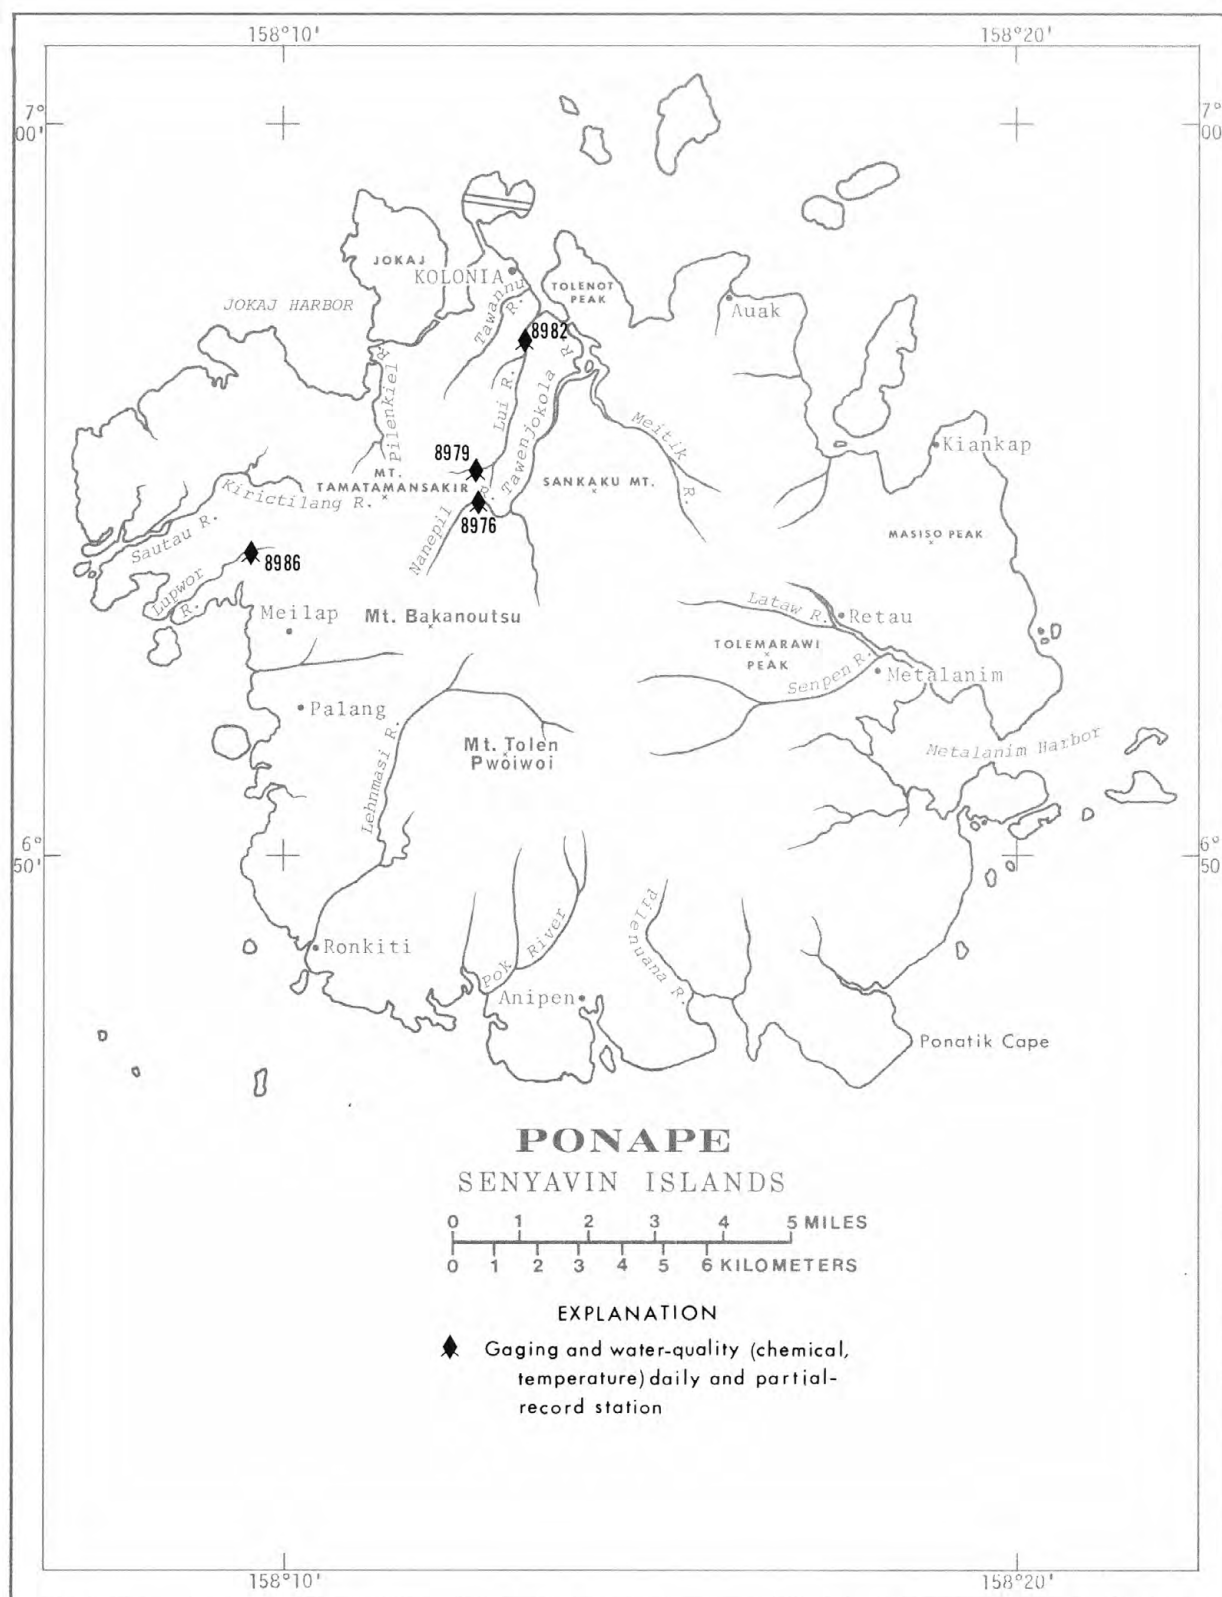 158°10'
158°20'
7°
00'
7°
00
JOKAJ
KOLONIA
TOLENOT
PEAK
Tawannu
R.
JOKAJ HARBOR
Auak
8982
Pilenkiel R.
Lui R.
Tawenjokola R.
Meitik
R.
Kiankap
8979
MT.
TAMATAMANSAKIR
SANKAKU MT.
Kirictilang R.
Nanepil R.
8976
Sautau R.
MASISO PEAK
8986
Lupwor
R.
Meilap
Mt. Bakanoutsu
Lataw R.
Retau
TOLEMARAWI
PEAK
Senpen R.
Metalanim
Palang
Lehnmasi R.
Mt. Tolen
Pwoiwoi
Metalanim Harbor
6°
50'
6°
50
Pilenuana R.
Ronkiti
Pok River
Anipen
Ponatik Cape
PONAPE
SENYAVIN ISLANDS
0 1 2 3 4 5 MILES
0 1 2 3 4 5 6 KILOMETERS
EXPLANATION
Gaging and water-quality (chemical,
temperature) daily and partial-
record station
158°10'
158°20'